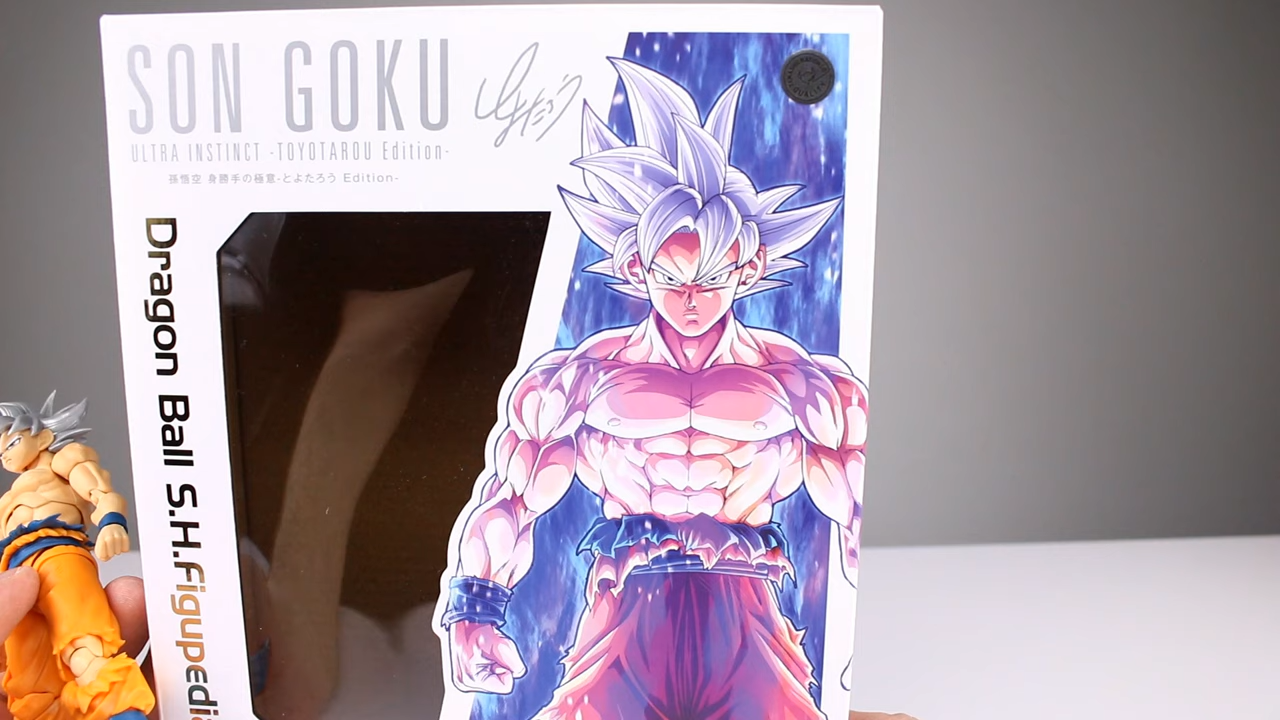 SON GOKU
ULTRA INSTINCT -TOYOTAROU Edition-
孫悟空 身勝手の極意-とよたろう Edition-
Dragon Ball S.H.Figupedi